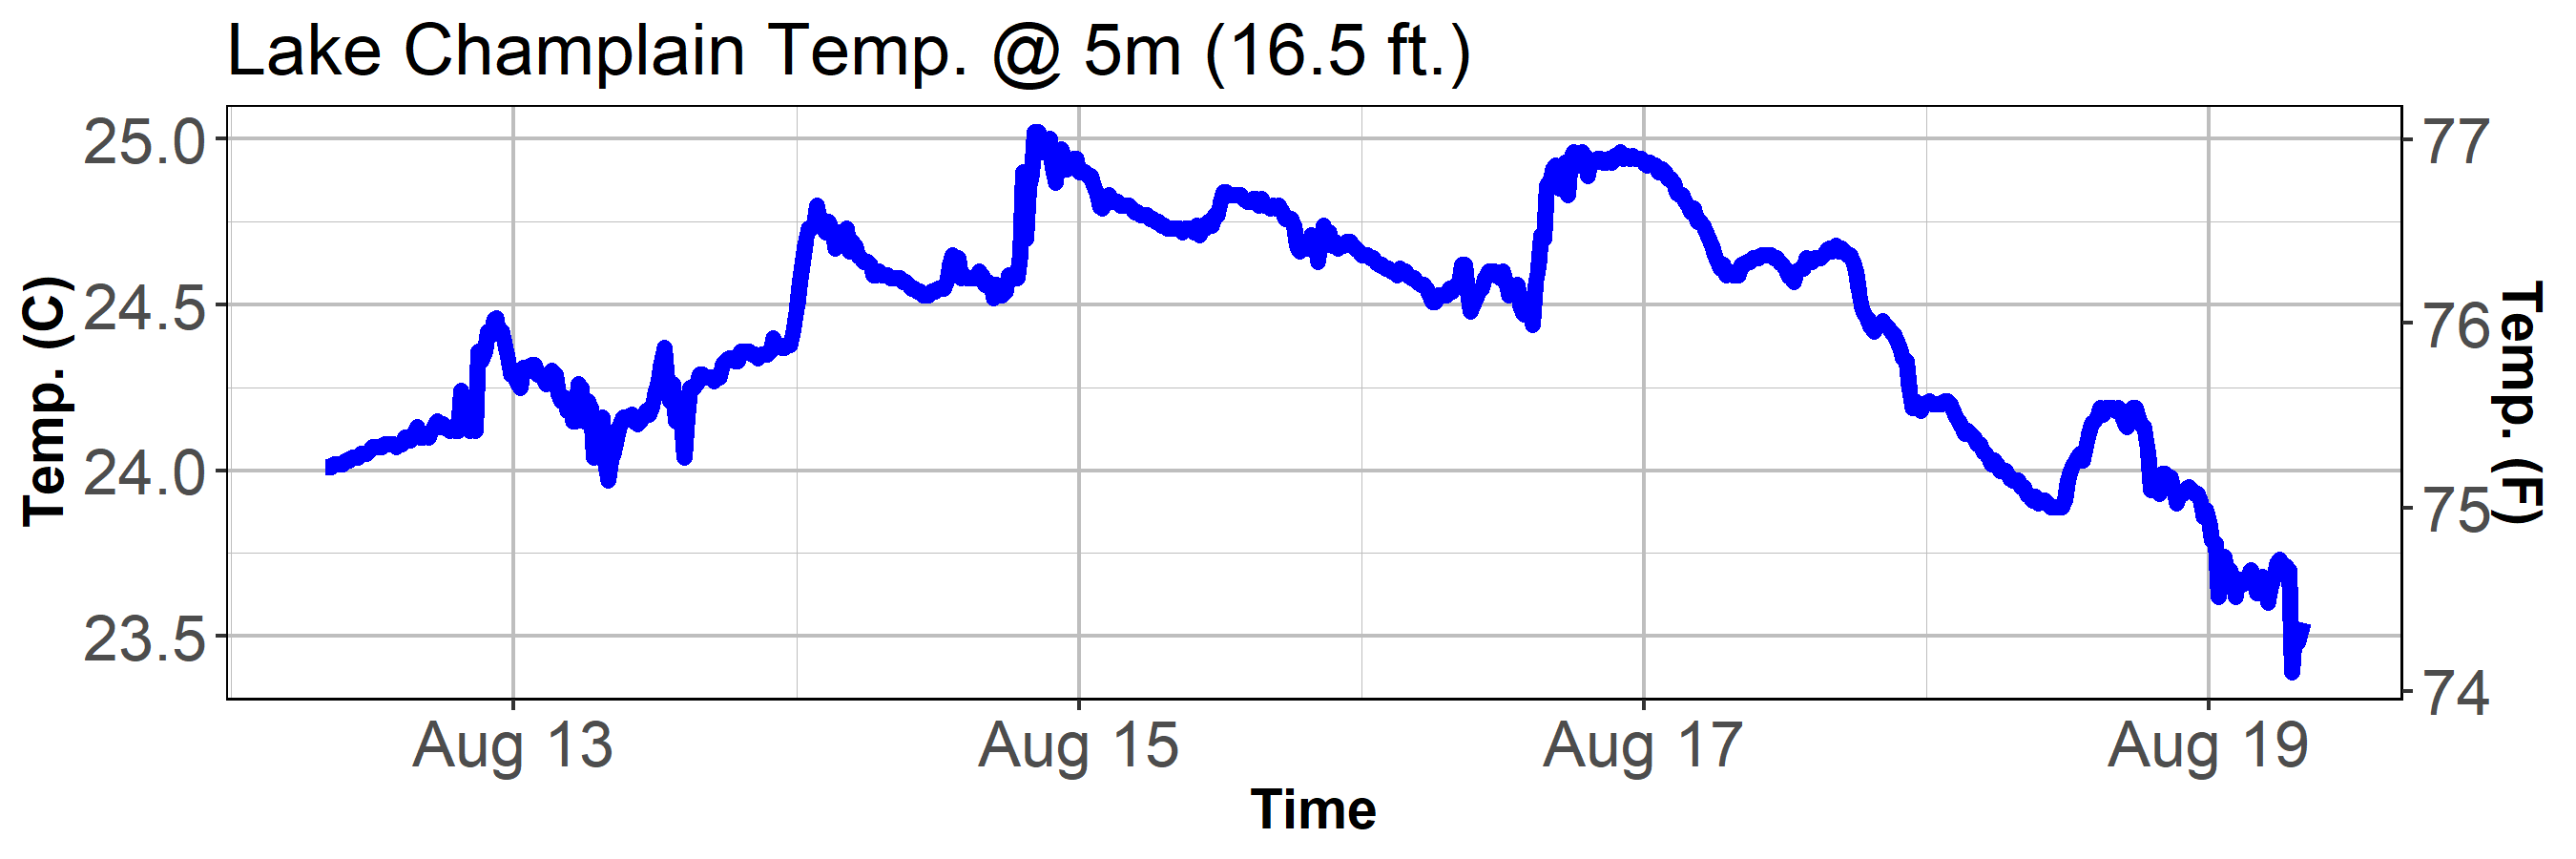 Lake Champlain Temp. @ 5m (16.5 ft.)
Temp. (C)
25.0
24.5
24.0
23.5
77
76
75
74
Temp. (F)
Aug 13 Aug 15 Aug 17 Aug 19
Time